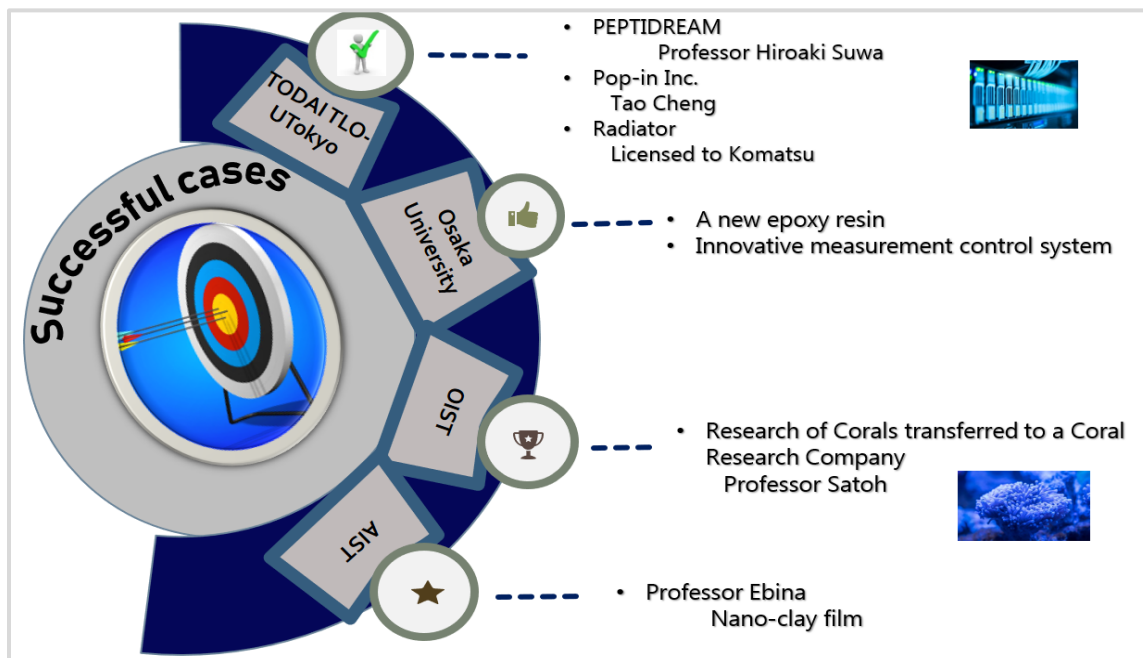 Successful cases
TODAI TLO-
UTokyo
• PEPTIDREAM
Professor Hiroaki Suwa
• Pop-in Inc.
Tao Cheng
• Radiator
Licensed to Komatsu
Osaka
University
• A new epoxy resin
• Innovative measurement control system
OIST
• Research of Corals transferred to a Coral
Research Company
Professor Satoh
AIST
• Professor Ebina
Nano-clay film